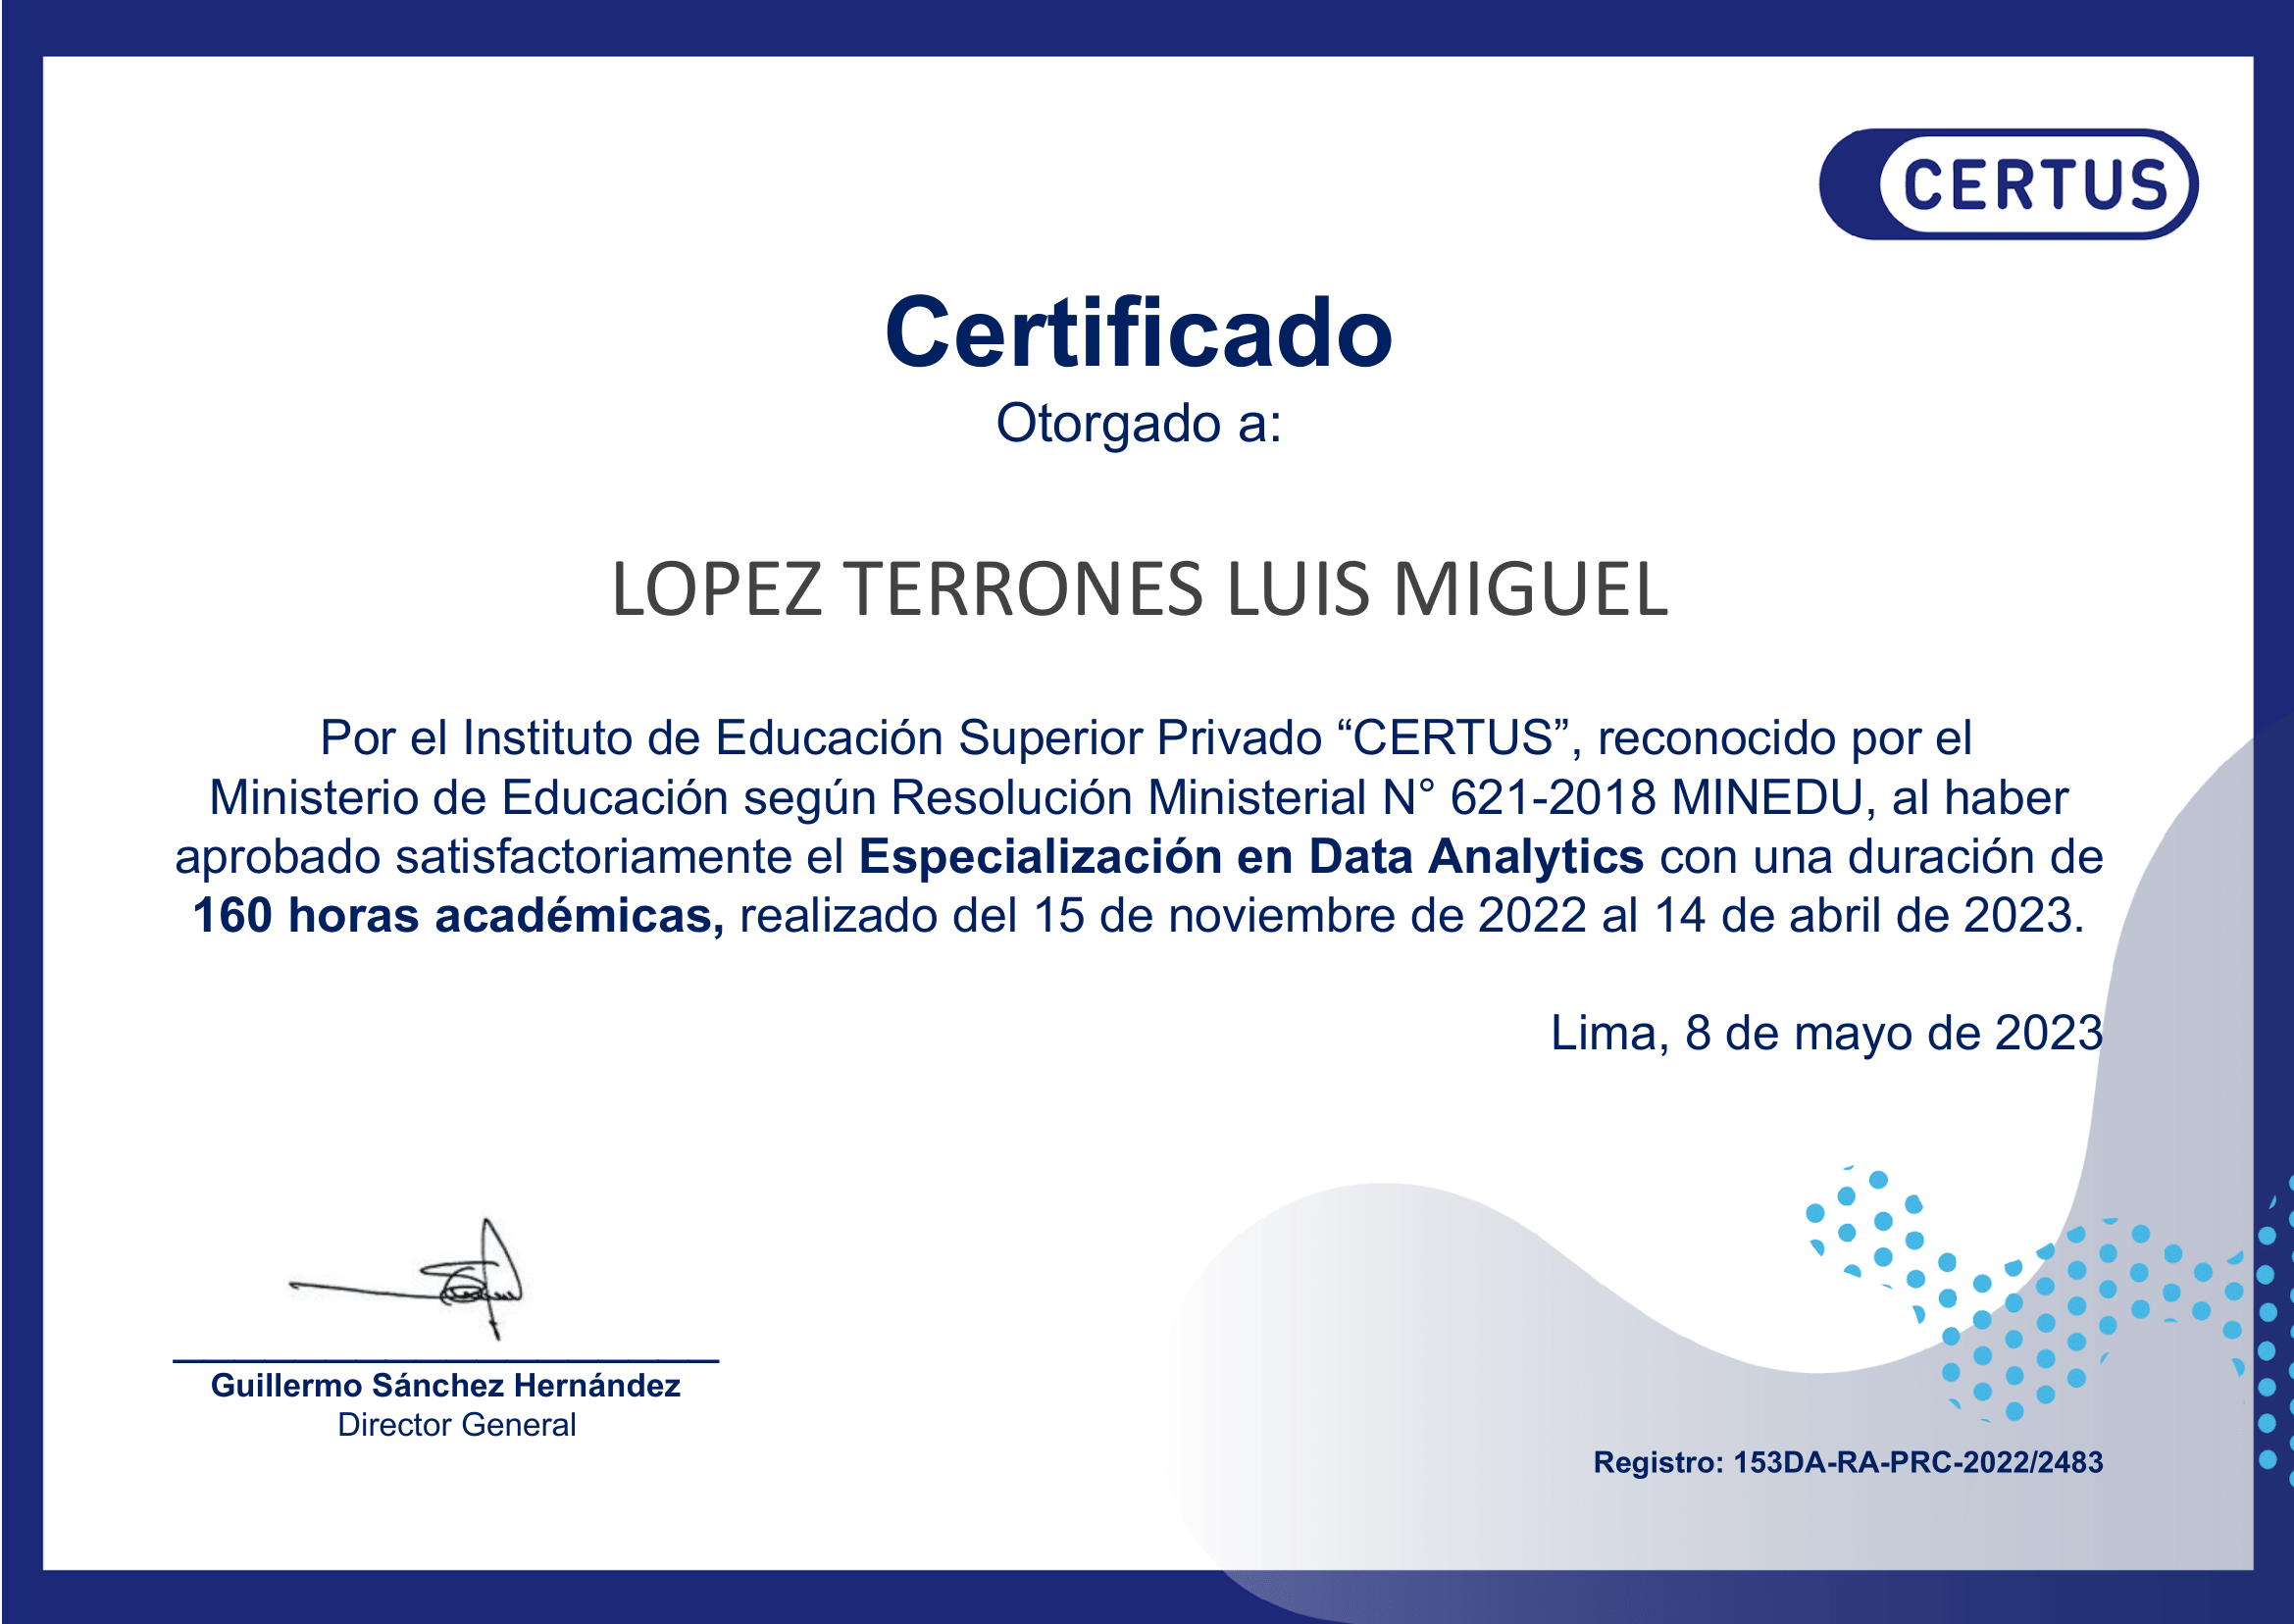 CERTUS
Certificado
Otorgado a:
LOPEZ TERRONES LUIS MIGUEL
Por el Instituto de Educación Superior Privado “CERTUS”, reconocido por el
Ministerio de Educación según Resolución Ministerial N° 621-2018 MINEDU, al haber
aprobado satisfactoriamente el Especialización en Data Analytics con una duración de
160 horas académicas, realizado del 15 de noviembre de 2022 al 14 de abril de 2023.
Lima, 8 de mayo de 2023
Guillermo Sánchez Hernández
Director General
Registro: 153DA-RA-PRC-2022/2483